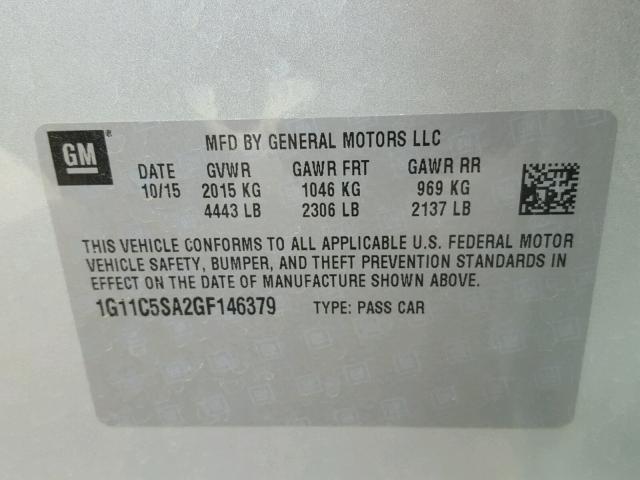 GM®
MFD BY GENERAL MOTORS LLC
DATE GVWR GAWR FRT GAWR RR
10/15 2015 KG 1046 KG 969 KG
4443 LB 2306 LB 2137 LB
THIS VEHICLE CONFORMS TO ALL APPLICABLE U.S. FEDERAL MOTOR
VEHICLE SAFETY, BUMPER, AND THEFT PREVENTION STANDARDS IN
EFFECT ON THE DATE OF MANUFACTURE SHOWN ABOVE.
1G11C5SA2GF146379 TYPE: PASS CAR